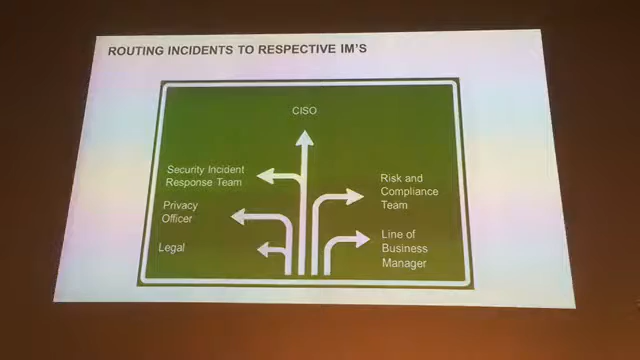 ROUTING INCIDENTS TO RESPECTIVE IM'S
CISO
Security Incident
Response Team
Risk and
Compliance
Team
Privacy
Officer
Line of
Business
Manager
Legal